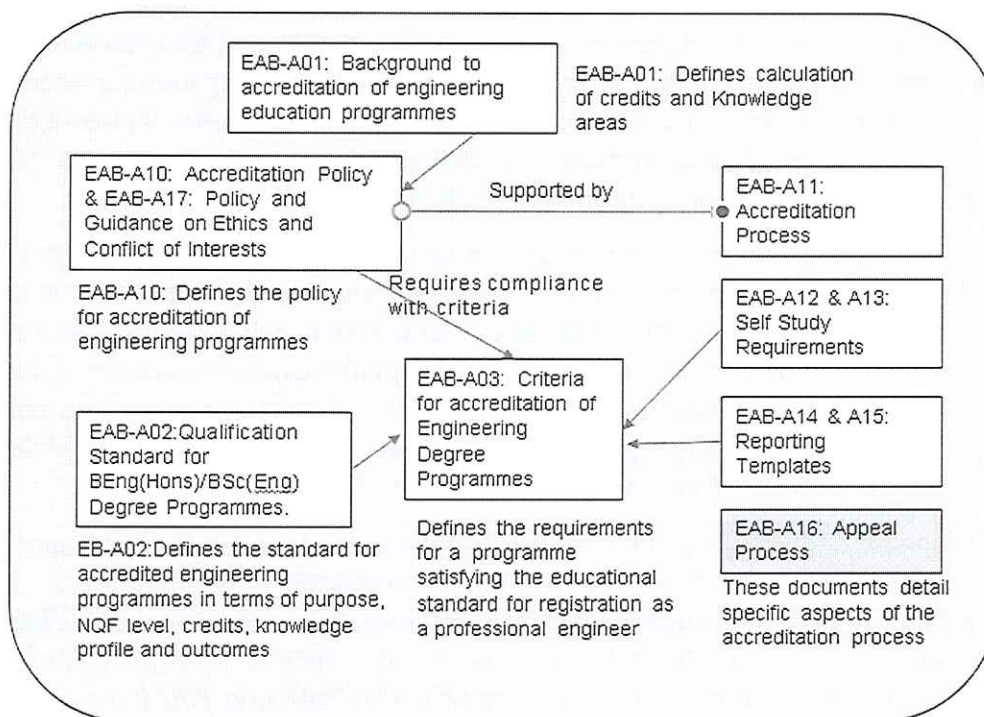 EAB-A01: Background to
accreditation of engineering
education programmes
EAB-A01: Defines calculation
of credits and Knowledge
areas
EAB-A10: Accreditation Policy
& EAB-A17: Policy and
Guidance on Ethics and
Conflict of Interests
Supported by
EAB-A11:
Accreditation
Process
EAB-A10: Defines the policy
for accreditation of
engineering programmes
Requires compliance
with criteria
EAB-A12 & A13:
Self Study
Requirements
EAB-A03: Criteria
for accreditation of
Engineering
Degree
Programmes
EAB-A02:Qualification
Standard for
BEng(Hons)/BSc(Eng)
Degree Programmes.
EAB-A14 & A15:
Reporting
Templates
EB-A02:Defines the standard for
accredited engineering
programmes in terms of purpose,
NQF level, credits, knowledge
profile and outcomes
Defines the requirements
for a programme
satisfying the educational
standard for registration as
a professional engineer
EAB-A16: Appeal
Process
These documents detail
specific aspects of the
accreditation process